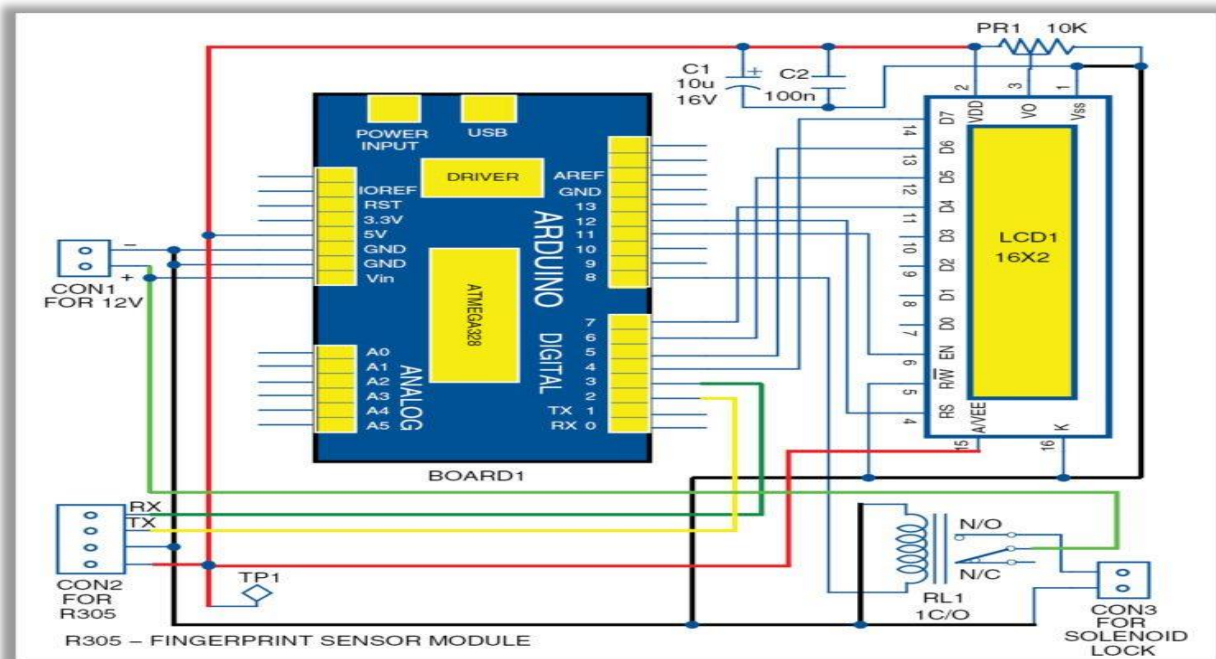 PR1 10K
C1
10u
16V
C2
100n
2
3
1
VDD
VO
Vss
POWER
INPUT
USB
DRIVER
IOREF
RST
3.3V
5V
GND
GND
Vin
ATMEGA328
ARDUINO
DIGITAL
ANALOG
AREF
GND
13
12
11
10
9
8
7
6
5
4
3
2
TX 1
RX 0
A0
A1
A2
A3
A4
A5
BOARD1
−
+
CON1
FOR 12V
14 D7
13 D6
12 D5
11 D4
10 D3
9 D2
8 D1
7 D0
6 EN
5 R/W
4 RS
LCD1
16X2
15 A/VEE
16 K
RX
TX
CON2
FOR
R305
TP1
N/O
N/C
RL1
1C/O
CON3
FOR
SOLENOID
LOCK
R305 – FINGERPRINT SENSOR MODULE